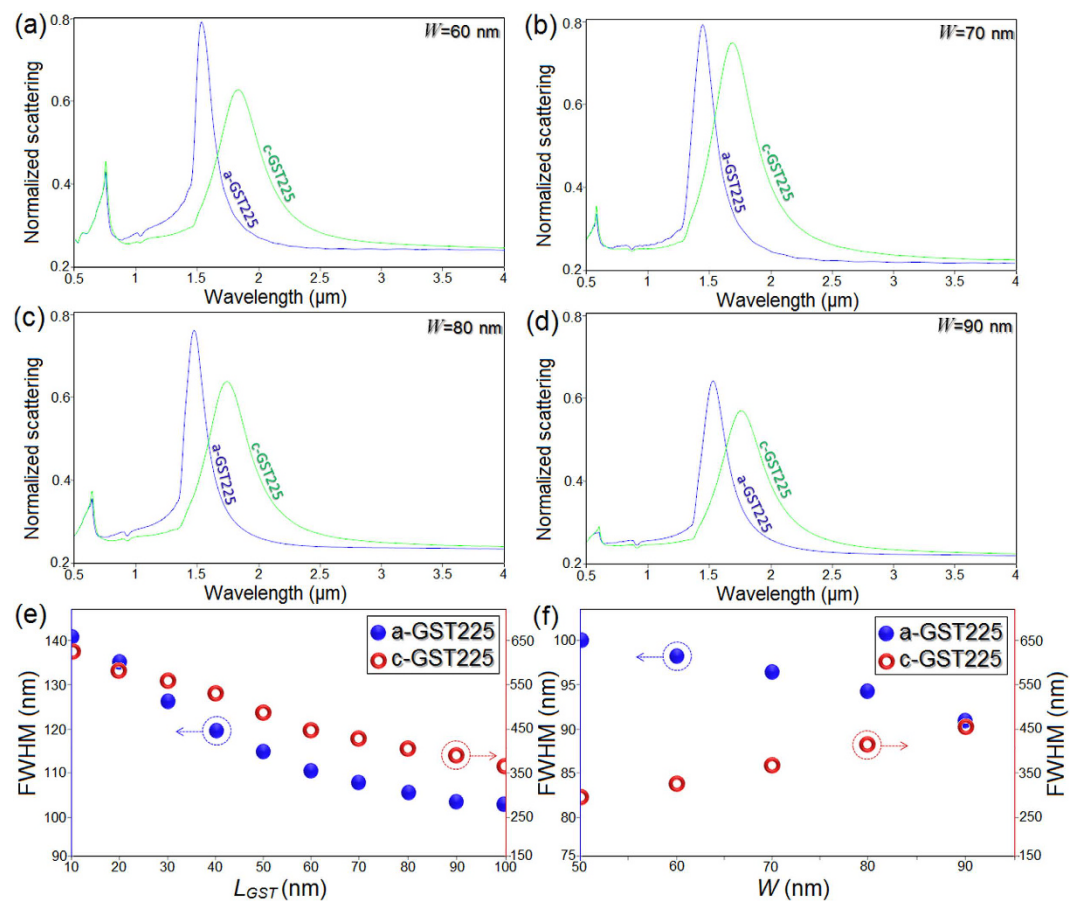 (a)
W=60 nm
0.8
0.6
0.4
0.2
Normalized scattering
a-GST225
c-GST225
0.5 1 1.5 2 2.5 3 3.5 4
Wavelength (μm)
(b)
W=70 nm
0.8
0.6
0.4
0.2
Normalized scattering
a-GST225
c-GST225
0.5 1 1.5 2 2.5 3 3.5 4
Wavelength (μm)
(c)
W=80 nm
0.8
0.6
0.4
0.2
Normalized scattering
a-GST225
c-GST225
0.5 1 1.5 2 2.5 3 3.5 4
Wavelength (μm)
(d)
W=90 nm
0.8
0.6
0.4
0.2
Normalized scattering
a-GST225
c-GST225
0.5 1 1.5 2 2.5 3 3.5 4
Wavelength (μm)
(e)
a-GST225
c-GST225
140
130
120
110
100
90
FWHM (nm)
650
550
450
350
250
150
FWHM (nm)
10 20 30 40 50 60 70 80 90 100
L_GST (nm)
(f)
a-GST225
c-GST225
100
95
90
85
80
75
650
550
450
350
250
150
FWHM (nm)
50 60 70 80 90
W (nm)